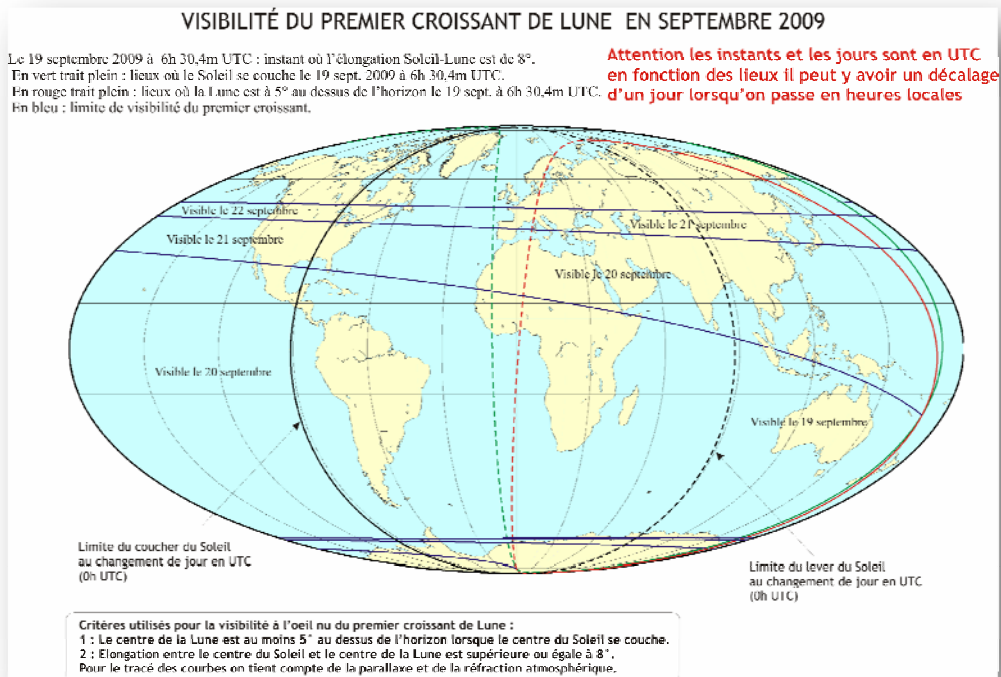 VISIBILITÉ DU PREMIER CROISSANT DE LUNE EN SEPTEMBRE 2009
Le 19 septembre 2009 à 6h 30,4m UTC : instant où l'élongation Soleil-Lune est de 8°.
En vert trait plein : lieux où le Soleil se couche le 19 sept. 2009 à 6h 30,4m UTC.
En rouge trait plein : lieux où la Lune est à 5° au dessus de l'horizon le 19 sept. à 6h 30,4m UTC.
En bleu : limite de visibilité du premier croissant.
Attention les instants et les jours sont en UTC
en fonction des lieux il peut y avoir un décalage
d'un jour lorsqu'on passe en heures locales
Visible le 22 septembre
Visible le 21 septembre
Visible le 21 septembre
Visible le 20 septembre
Visible le 20 septembre
Visible le 19 septembre
Limite du coucher du Soleil
au changement de jour en UTC
(0h UTC)
Limite du lever du Soleil
au changement de jour en UTC
(0h UTC)
Critères utilisés pour la visibilité à l'oeil nu du premier croissant de Lune :
1 : Le centre de la Lune est au moins 5° au dessus de l'horizon lorsque le centre du Soleil se couche.
2 : Elongation entre le centre du Soleil et le centre de la Lune est supérieure ou égale à 8°.
Pour le tracé des courbes on tient compte de la parallaxe et de la réfraction atmosphérique.